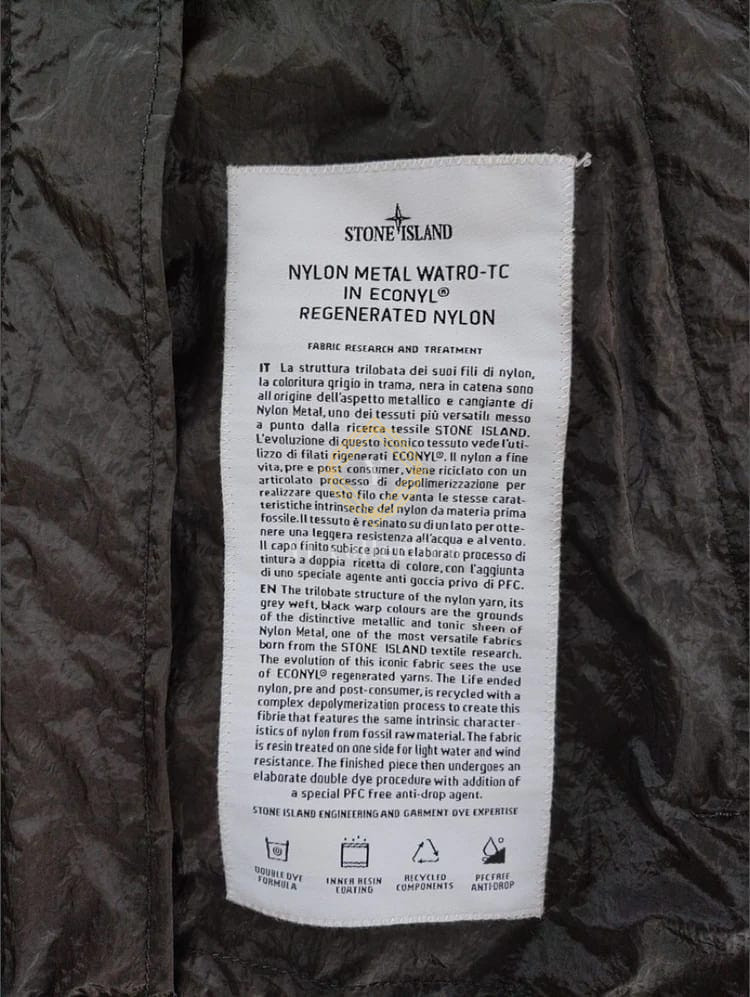 STONE ISLAND
NYLON METAL WATRO-TC
IN ECONYL®
REGENERATED NYLON
FABRIC RESEARCH AND TREATMENT
IT La struttura trilobata dei suoi fili di nylon,
la coloritura grigio in trama, nera in catena sono
all origine dell'aspetto metallico e cangiante di
Nylon Metal, uno dei tessuti più versatili messo
a punto dalla ricerca tessile STONE ISLAND.
L'evoluzione di questo iconico tessuto vede l'uti-
lizzo di filati rigenerati ECONYL®. Il nylon a fine
vita, pre e post consumer, viene riciclato con un
articolato processo di depolimerizzazione per
realizzare questo filo che vanta le stesse carat-
teristiche intrinseche del nylon da materia prima
fossile. Il tessuto è resinato su di un lato per otte-
nere una leggera resistenza all'acqua e al vento.
Il capo finito subisce poi un elaborato processo di
tintura a doppia ricetta di colore, con l'aggiunta
di uno speciale agente anti goccia privo di PFC.
EN The trilobate structure of the nylon yarn, its
grey weft, black warp colours are the grounds
of the distinctive metallic and tonic sheen of
Nylon Metal, one of the most versatile fabrics
born from the STONE ISLAND textile research.
The evolution of this iconic fabric sees the use
of ECONYL® regenerated yarns. The Life ended
nylon, pre and post-consumer, is recycled with a
complex depolymerization process to create this
fibrie that features the same intrinsic character-
istics of nylon from fossil raw material. The fabric
is resin treated on one side for light water and wind
resistance. The finished piece then undergoes an
elaborate double dye procedure with addition of
a special PFC free anti-drop agent.
STONE ISLAND ENGINEERING AND GARMENT DYE EXPERTISE
DOUBLE DYE
FORMULA
INNER RESIN
COATING
RECYCLED
COMPONENTS
PFC FREE
ANTI-DROP